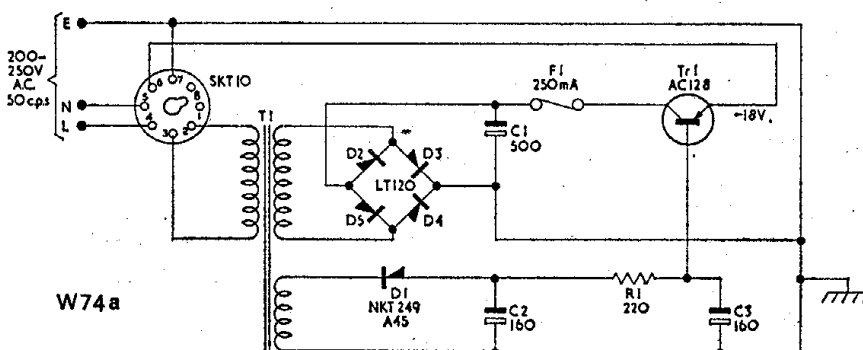 E
200-
250V
A.C.
50 c.p.s
N
L
SKT10
6
7
8
5
1
4
3
2
T1
D2
D3
LT120
D5
D4
C1
500
F1
250mA
Tr1
AC128
-18V
W74a
D1
NKT 249
A45
C2
160
R1
220
C3
160